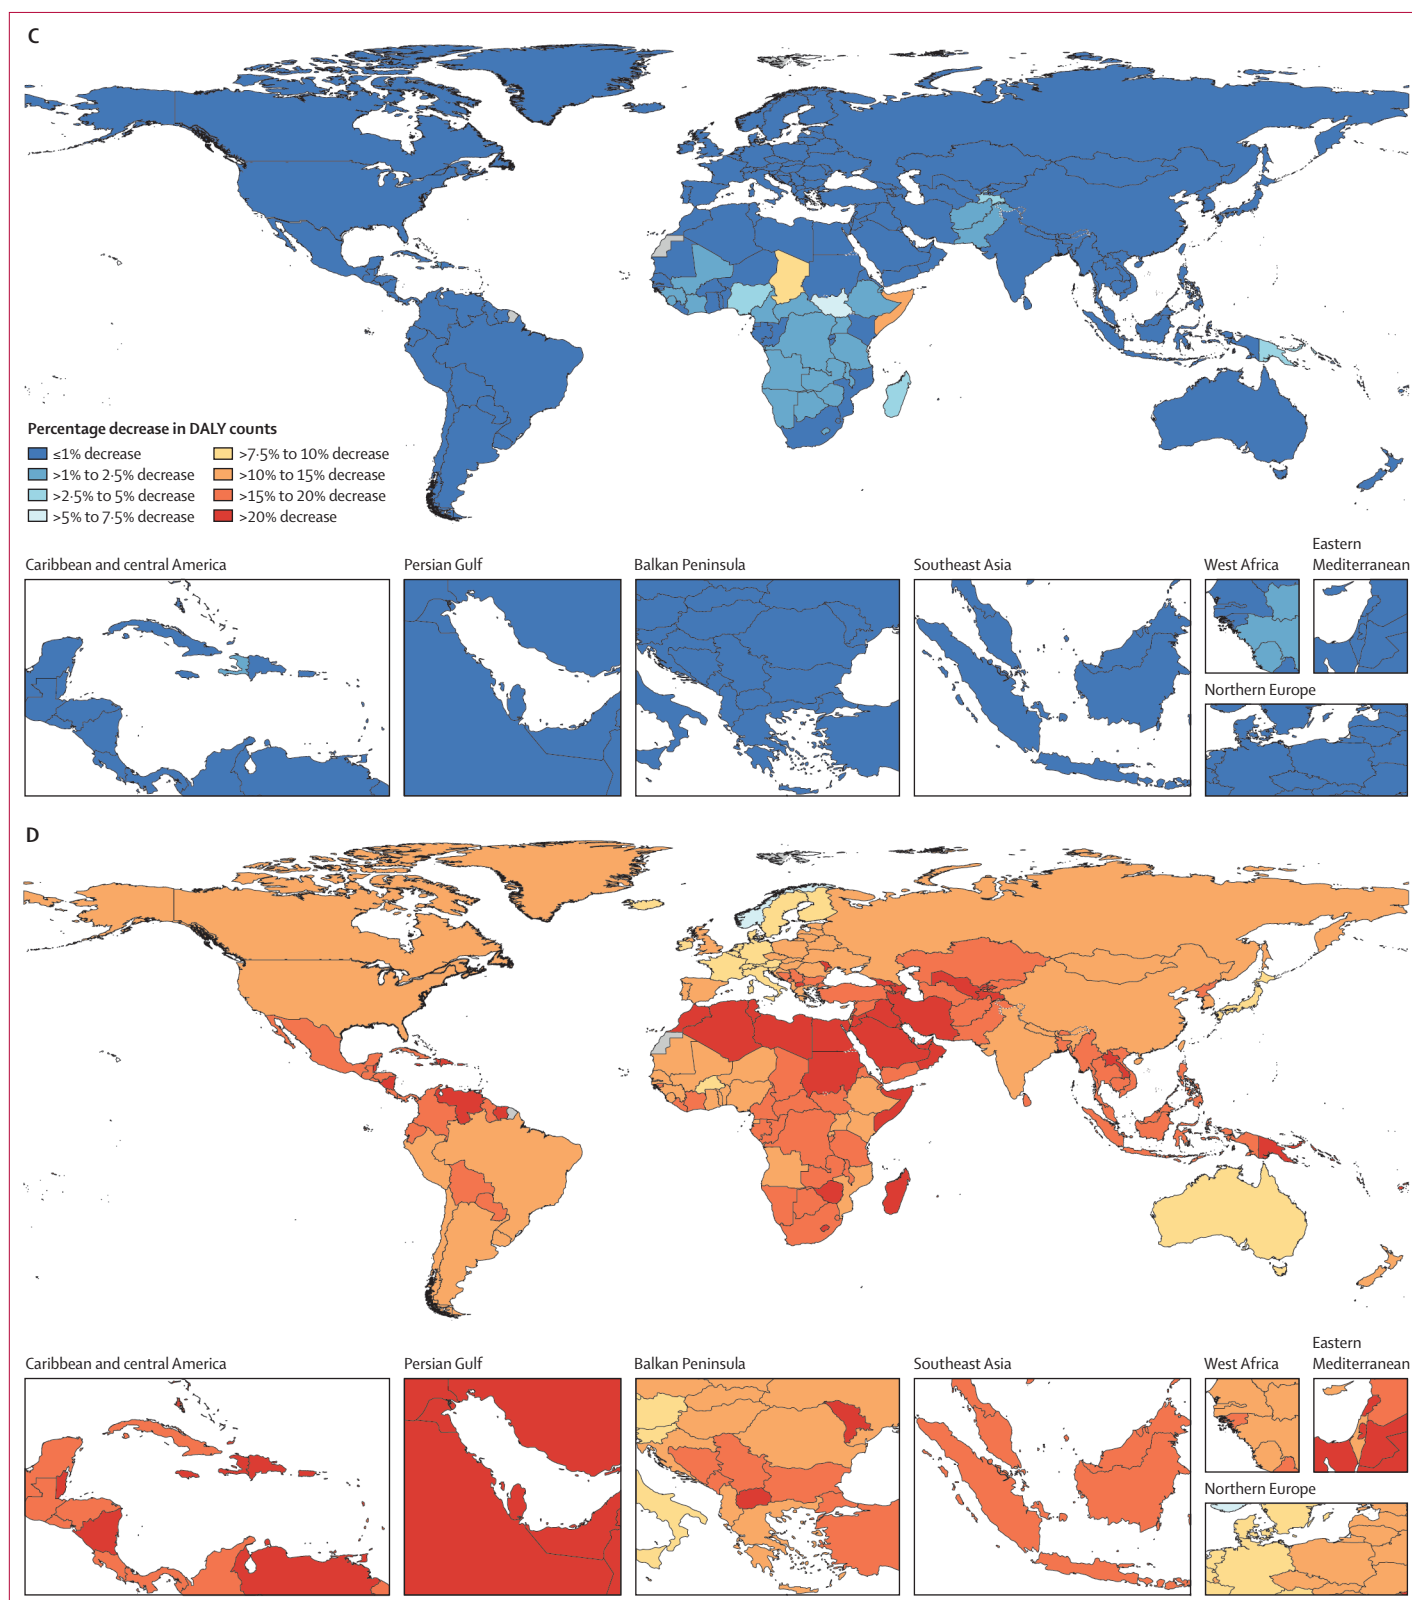 C
Percentage decrease in DALY counts
≤1% decrease
>1% to 2·5% decrease
>2·5% to 5% decrease
>5% to 7·5% decrease
>7·5% to 10% decrease
>10% to 15% decrease
>15% to 20% decrease
>20% decrease
Caribbean and central America
Persian Gulf
Balkan Peninsula
Southeast Asia
West Africa
Eastern
Mediterranean
Northern Europe
D
Caribbean and central America
Persian Gulf
Balkan Peninsula
Southeast Asia
West Africa
Eastern
Mediterranean
Northern Europe